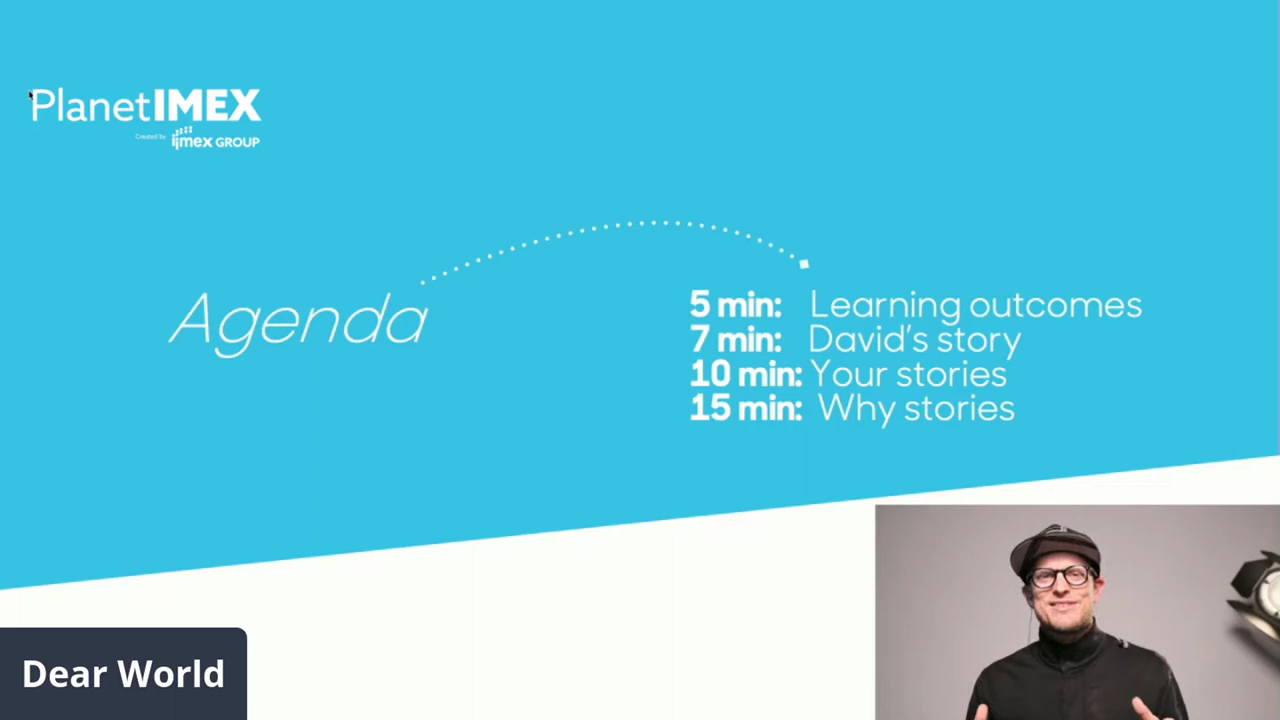 PlanetIMEX
Created by imex GROUP
Agenda
5 min: Learning outcomes
7 min: David's story
10 min: Your stories
15 min: Why stories
Dear World